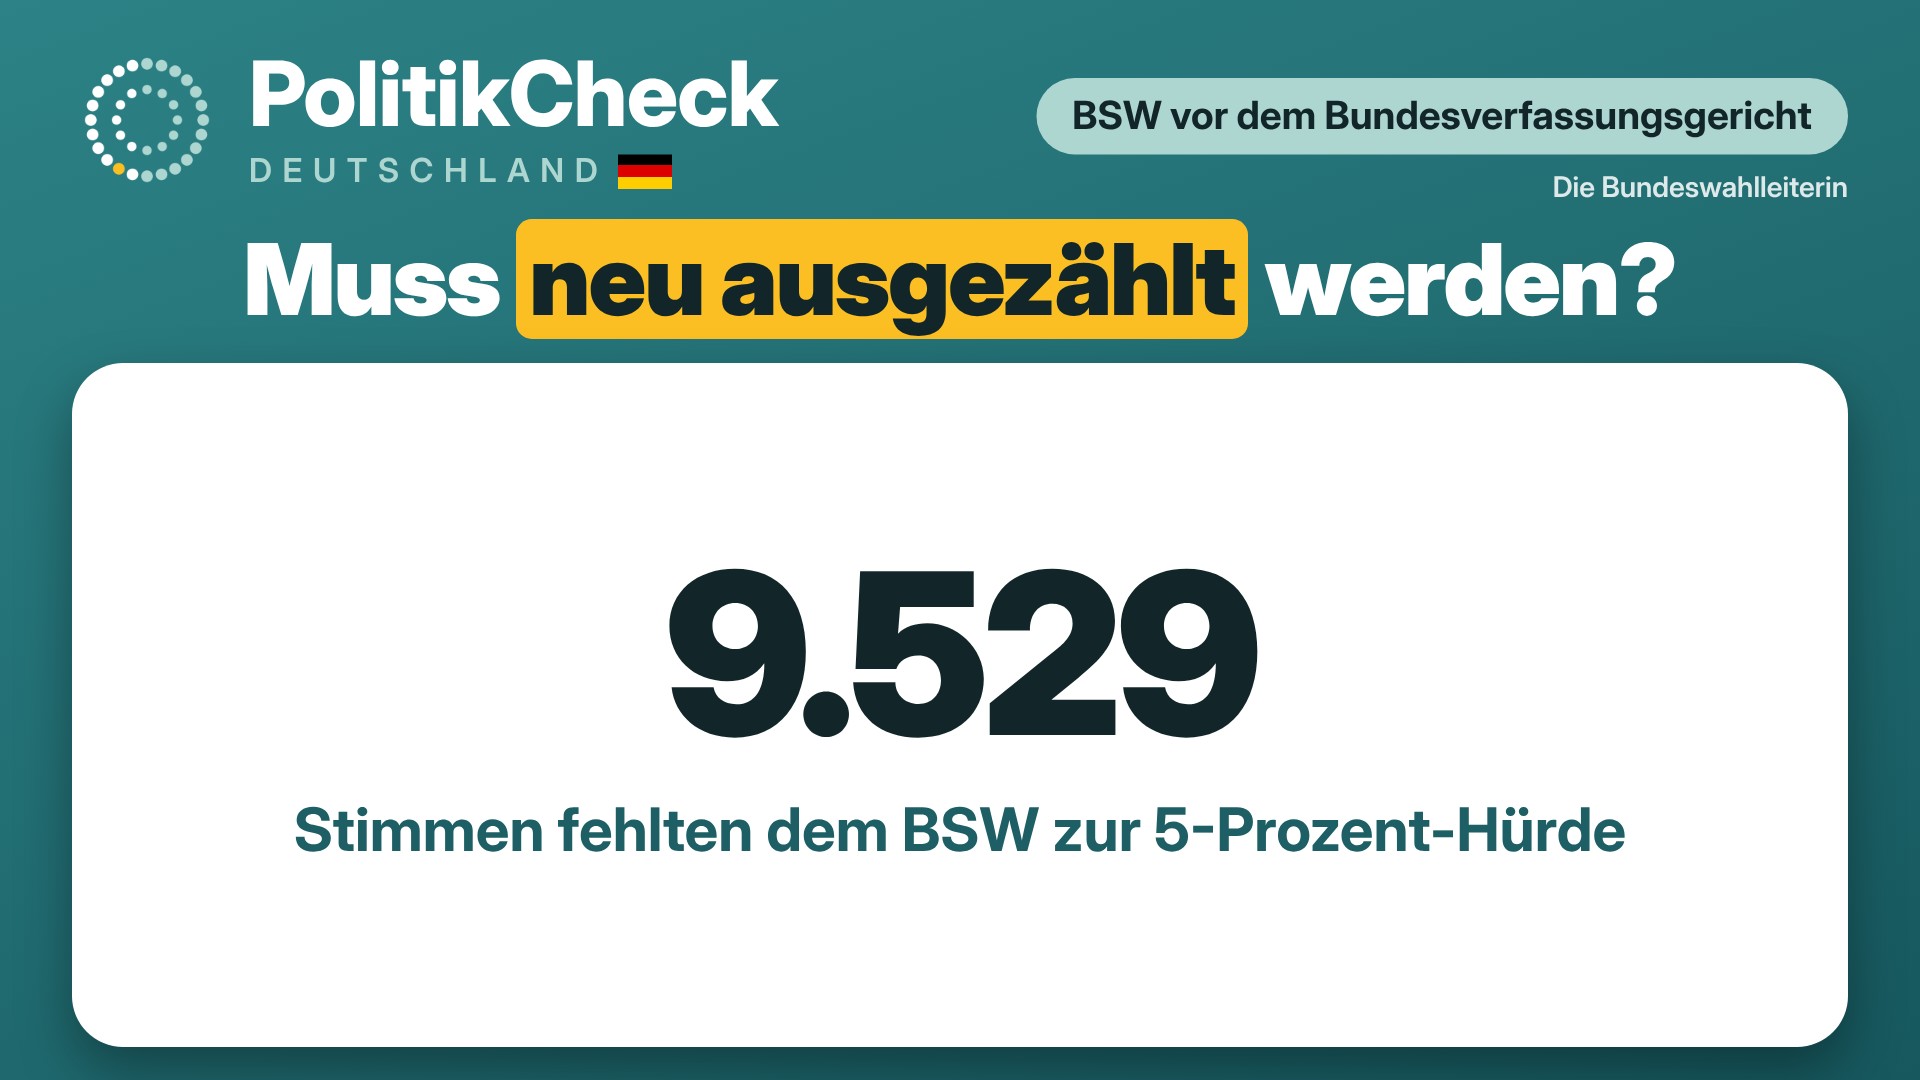 PolitikCheck
DEUTSCHLAND
BSW vor dem Bundesverfassungsgericht
Die Bundeswahlleiterin
Muss neu ausgezählt werden?
9.529
Stimmen fehlten dem BSW zur 5-Prozent-Hürde